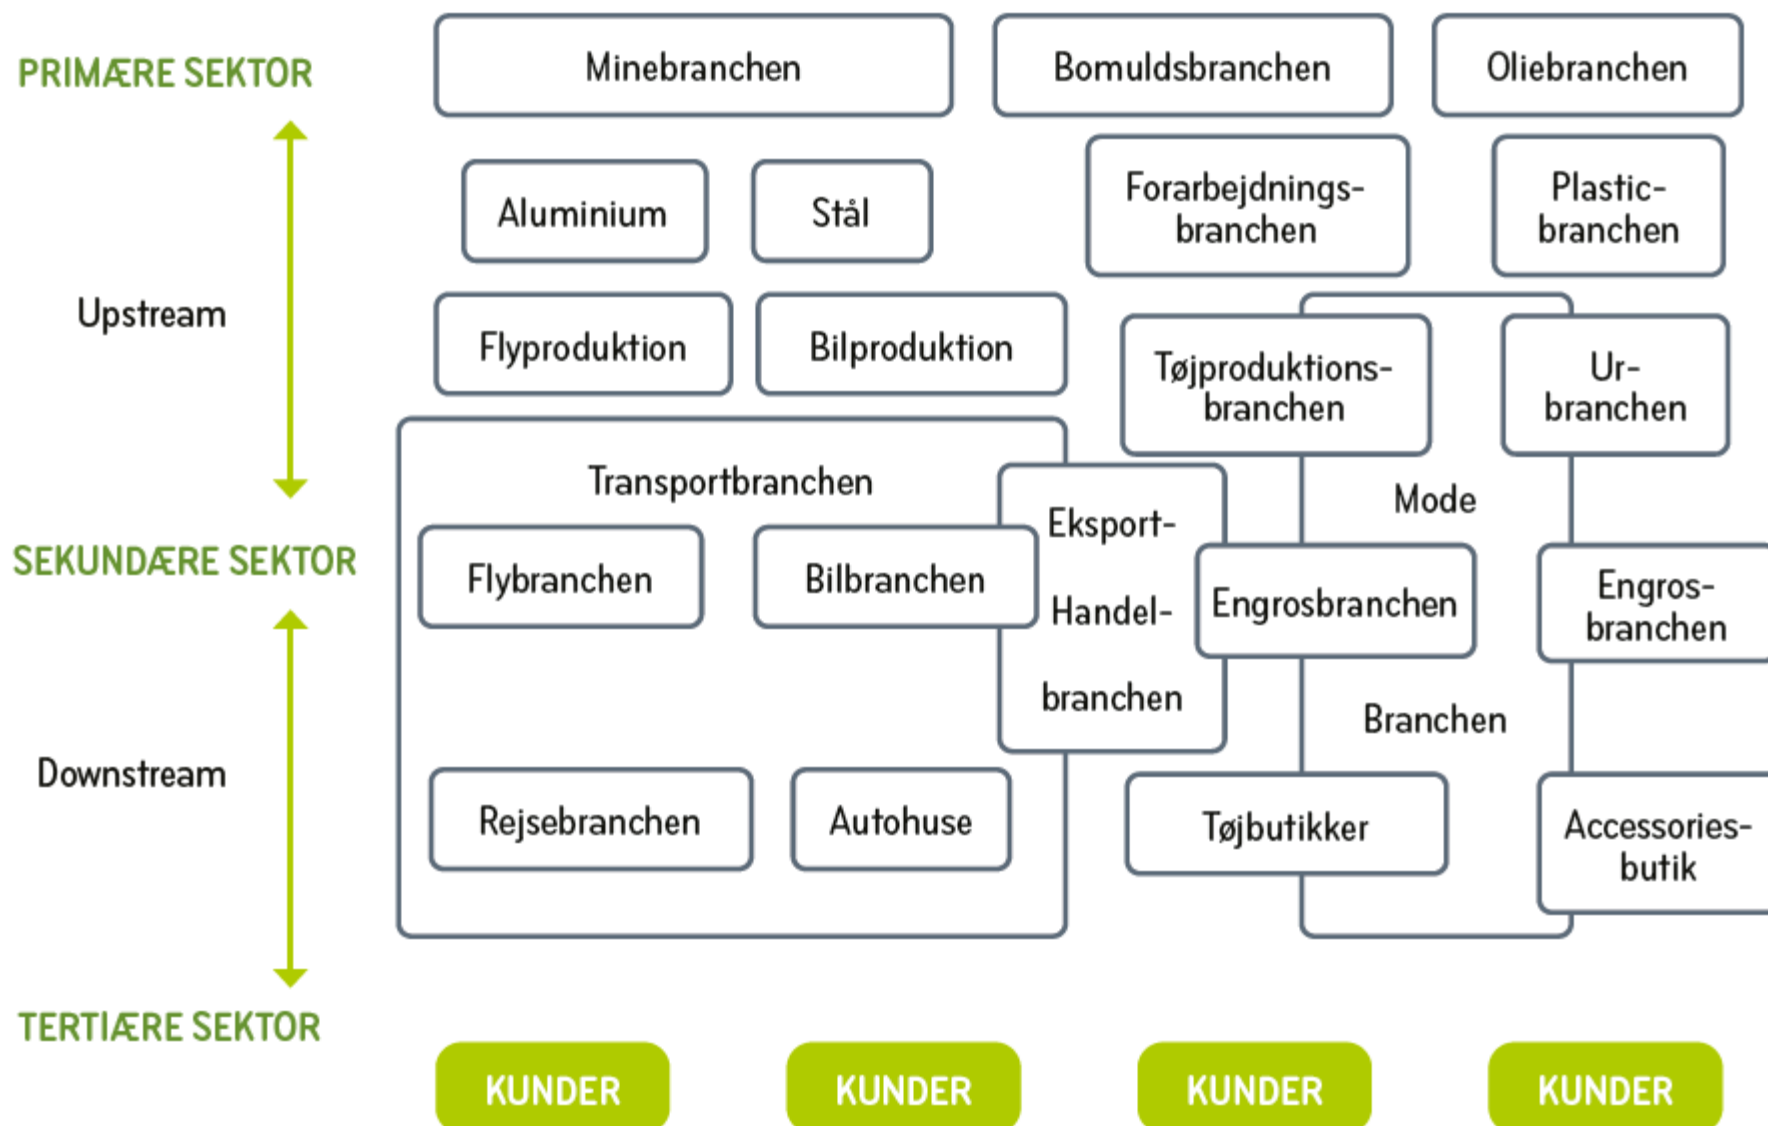 PRIMÆRE SEKTOR
Minebranchen
Bomuldsbranchen
Oliebranchen
Aluminium
Stål
Forarbejdnings-
branchen
Plastic-
branchen
Upstream
Flyproduktion
Bilproduktion
Tøjproduktions-
branchen
Ur-
branchen
Transportbranchen
Eksport-
Handel-
branchen
Mode
Branchen
SEKUNDÆRE SEKTOR
Flybranchen
Bilbranchen
Engrosbranchen
Engros-
branchen
Downstream
Rejsebranchen
Autohuse
Tøjbutikker
Accessories-
butik
TERTIÆRE SEKTOR
KUNDER
KUNDER
KUNDER
KUNDER